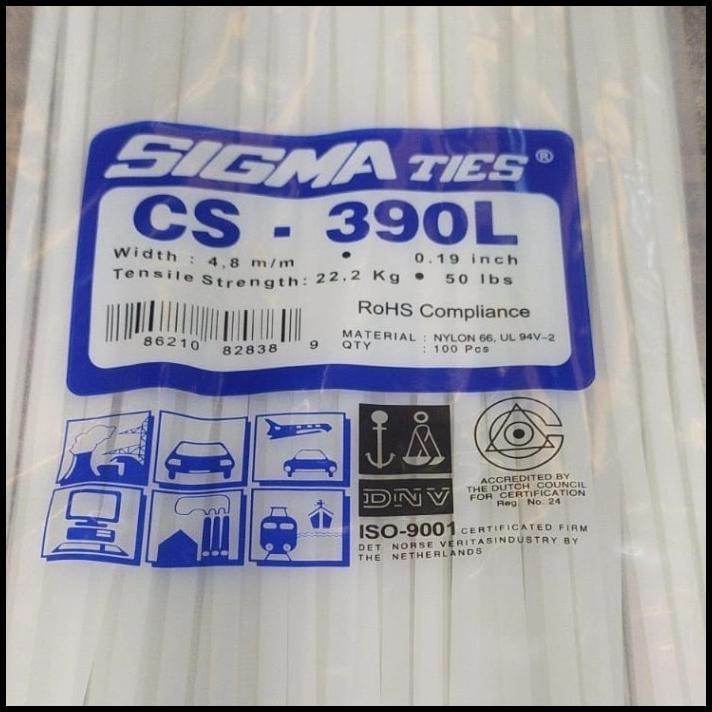 SIGMA TIES ®
CS - 390L
Width : 4,8 m/m • 0.19 inch
Tensile Strength: 22,2 Kg • 50 lbs
RoHS Compliance
MATERIAL : NYLON 66, UL 94V-2
QTY : 100 Pcs
86210 82838 9
DNV
ACCREDITED BY
THE DUTCH COUNCIL
FOR CERTIFICATION
Reg. No. 24
ISO-9001 CERTIFICATED FIRM
DET NORSE VERITASINDUSTRY BY
THE NETHERLANDS